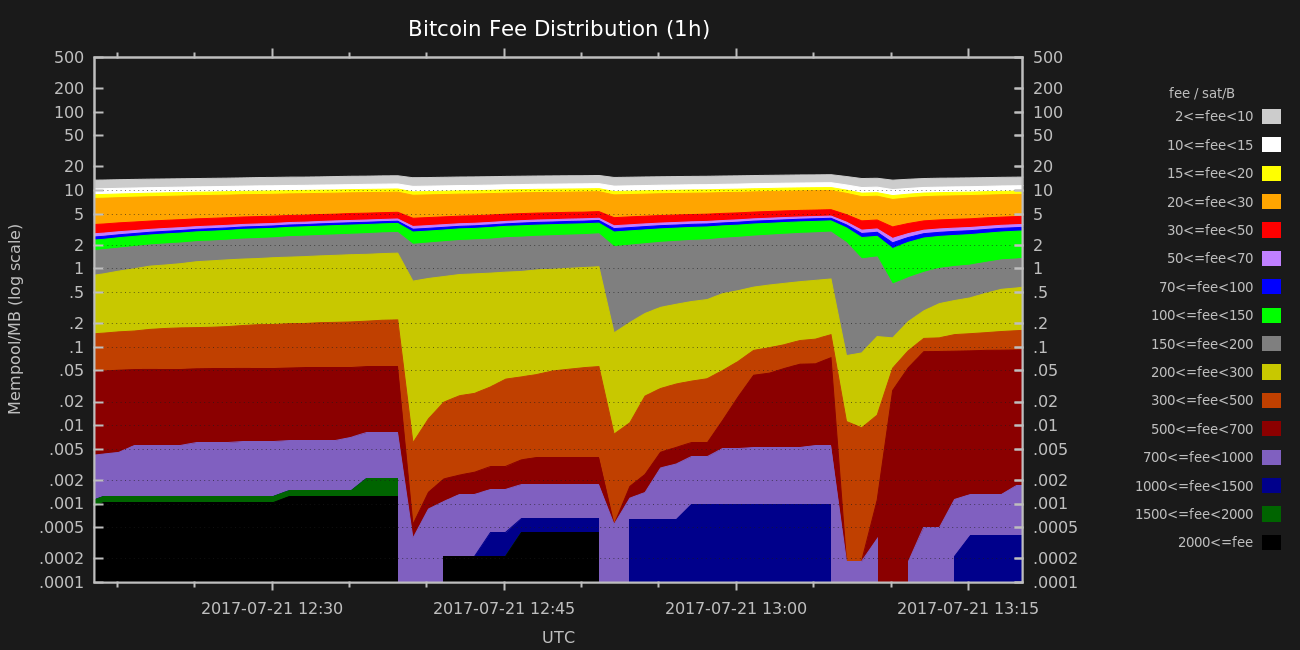 Bitcoin Fee Distribution (1h)
500
200
100
50
20
10
5
2
1
.5
.2
.1
.05
.02
.01
.005
.002
.001
.0005
.0002
.0001
Mempool/MB (log scale)
500
200
100
50
20
10
5
2
1
.5
.2
.1
.05
.02
.01
.005
.002
.001
.0005
.0002
.0001
2017-07-21 12:30
2017-07-21 12:45
2017-07-21 13:00
2017-07-21 13:15
UTC
fee / sat/B
2<=fee<10
10<=fee<15
15<=fee<20
20<=fee<30
30<=fee<50
50<=fee<70
70<=fee<100
100<=fee<150
150<=fee<200
200<=fee<300
300<=fee<500
500<=fee<700
700<=fee<1000
1000<=fee<1500
1500<=fee<2000
2000<=fee